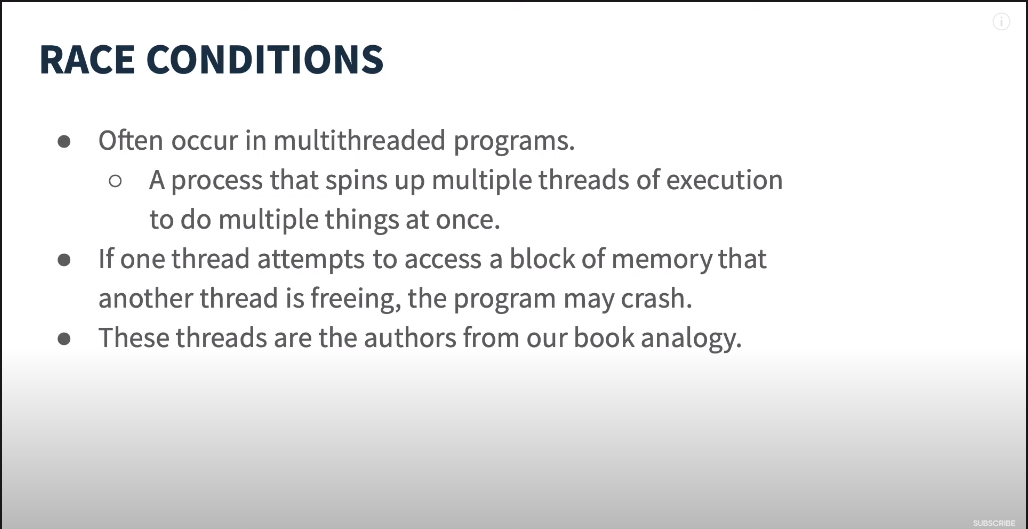 RACE CONDITIONS
● Often occur in multithreaded programs.
○ A process that spins up multiple threads of execution
to do multiple things at once.
● If one thread attempts to access a block of memory that
another thread is freeing, the program may crash.
● These threads are the authors from our book analogy.
SUBSCRIBE